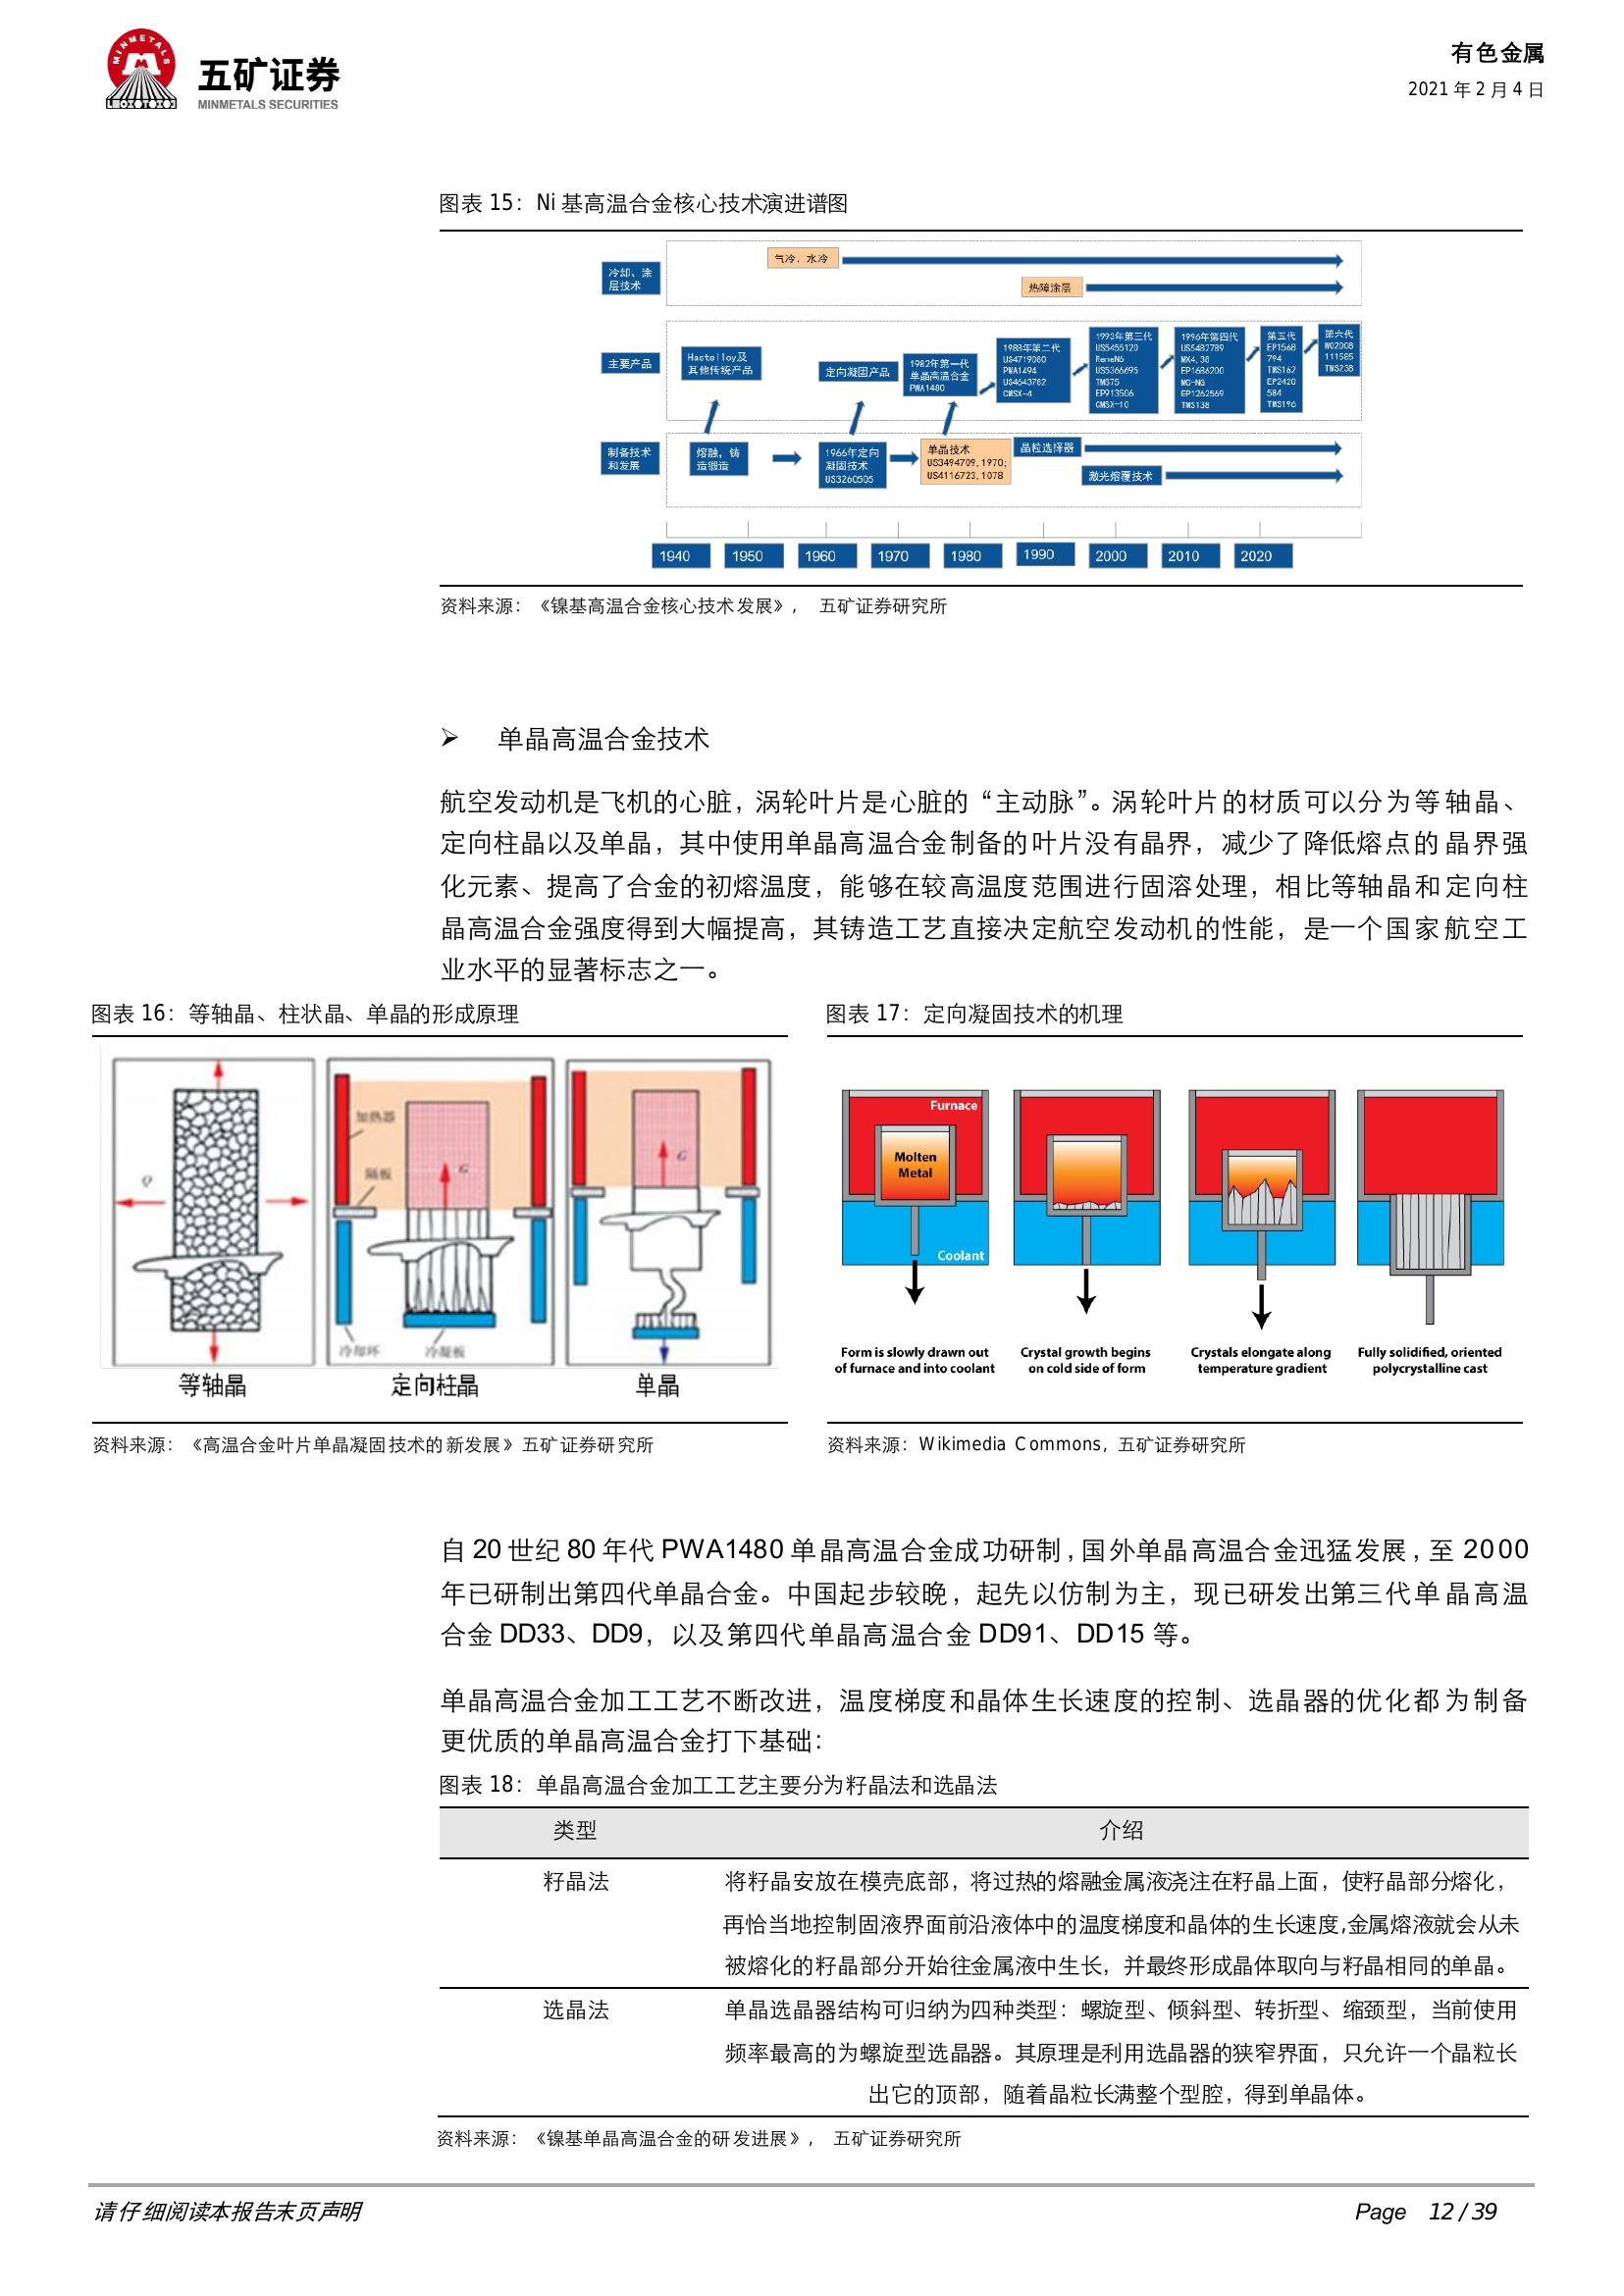 MINMETALS
五矿证券
MINMETALS SECURITIES
有色金属
2021 年 2 月 4 日
图表 15：Ni 基高温合金核心技术演进谱图
冷却、涂
层技术
气冷，水冷
热障涂层
主要产品
Hastelloy及
其他传统产品
定向凝固产品
1982年第一代
单晶高温合金
PWA1480
1988年第二代
US4719080
PWA1494
US4643782
CMSX-4
1993年第三代
US5455120
ReneN6
US5366695
TMS75
EP913506
CMSX-10
1996年第四代
US5482789
MX4,38
EP1686200
MC-NG
EP1262569
TMS138
第五代
EP1568
794
TMS162
EP2420
584
TMS196
第六代
WO2008
111585
TMS238
制备技术
和发展
熔融，铸
造锻造
1966年定向
凝固技术
US3260505
单晶技术
US3494709,1970;
US4116723,1078
晶粒选择器
激光熔覆技术
1940 1950 1960 1970 1980 1990 2000 2010 2020
资料来源：《镍基高温合金核心技术发展》， 五矿证券研究所
➢ 单晶高温合金技术
航空发动机是飞机的心脏，涡轮叶片是心脏的“主动脉”。涡轮叶片的材质可以分为等轴晶、
定向柱晶以及单晶，其中使用单晶高温合金制备的叶片没有晶界，减少了降低熔点的晶界强
化元素、提高了合金的初熔温度，能够在较高温度范围进行固溶处理，相比等轴晶和定向柱
晶高温合金强度得到大幅提高，其铸造工艺直接决定航空发动机的性能，是一个国家航空工
业水平的显著标志之一。
图表 16：等轴晶、柱状晶、单晶的形成原理
Q
加热器
隔板
G
冷却环
冷凝板
G
等轴晶
定向柱晶
单晶
资料来源：《高温合金叶片单晶凝固技术的新发展》五矿证券研究所
图表 17：定向凝固技术的机理
Furnace
Molten
Metal
Coolant
Form is slowly drawn out
of furnace and into coolant
Crystal growth begins
on cold side of form
Crystals elongate along
temperature gradient
Fully solidified, oriented
polycrystalline cast
资料来源：Wikimedia Commons，五矿证券研究所
自 20 世纪 80 年代 PWA1480 单晶高温合金成功研制，国外单晶高温合金迅猛发展，至 2000
年已研制出第四代单晶合金。中国起步较晚，起先以仿制为主，现已研发出第三代单晶高温
合金 DD33、DD9，以及第四代单晶高温合金 DD91、DD15 等。
单晶高温合金加工工艺不断改进，温度梯度和晶体生长速度的控制、选晶器的优化都为制备
更优质的单晶高温合金打下基础：
图表 18：单晶高温合金加工工艺主要分为籽晶法和选晶法
类型 介绍
籽晶法 将籽晶安放在模壳底部，将过热的熔融金属液浇注在籽晶上面，使籽晶部分熔化，
再恰当地控制固液界面前沿液体中的温度梯度和晶体的生长速度,金属熔液就会从未
被熔化的籽晶部分开始往金属液中生长，并最终形成晶体取向与籽晶相同的单晶。
选晶法 单晶选晶器结构可归纳为四种类型：螺旋型、倾斜型、转折型、缩颈型，当前使用
频率最高的为螺旋型选晶器。其原理是利用选晶器的狭窄界面，只允许一个晶粒长
出它的顶部，随着晶粒长满整个型腔，得到单晶体。
资料来源：《镍基单晶高温合金的研发进展》， 五矿证券研究所
请仔细阅读本报告末页声明
Page 12 / 39